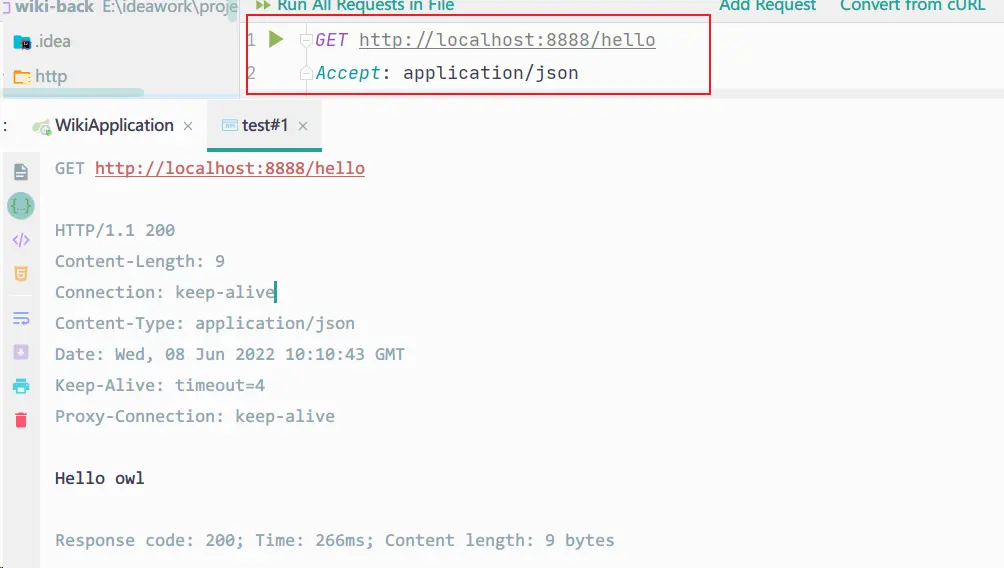 wiki-back E:\ideawork\proje
Run All Requests in File
Add Request
Convert from cURL
.idea
http
1 GET http://localhost:8888/hello
2 Accept: application/json
: WikiApplication × test#1 ×
GET http://localhost:8888/hello
HTTP/1.1 200
Content-Length: 9
Connection: keep-alive
Content-Type: application/json
Date: Wed, 08 Jun 2022 10:10:43 GMT
Keep-Alive: timeout=4
Proxy-Connection: keep-alive
Hello owl
Response code: 200; Time: 266ms; Content length: 9 bytes